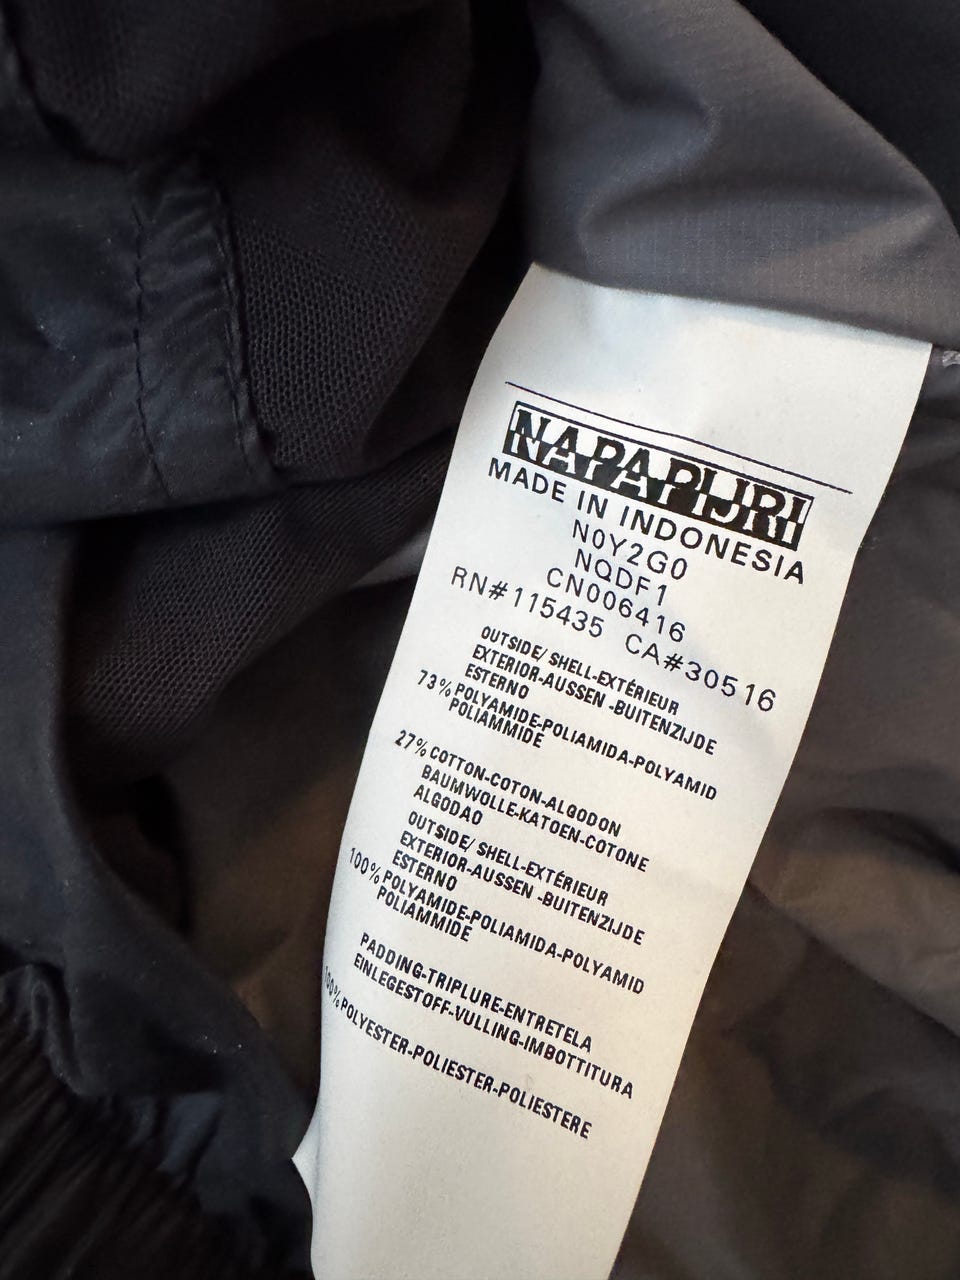 NAPAPIJRI
MADE IN INDONESIA
N0Y2G0
NQDF1
CN006416
RN#115435 CA#30516
OUTSIDE/ SHELL-EXTÉRIEUR
EXTERIOR-AUSSEN -BUITENZIJDE
ESTERNO
73% POLYAMIDE-POLIAMIDA-POLYAMID
POLIAMMIDE
27% COTTON-COTON-ALGODON
BAUMWOLLE-KATOEN-COTONE
ALGODAO
OUTSIDE/ SHELL-EXTÉRIEUR
EXTERIOR-AUSSEN -BUITENZIJDE
ESTERNO
100% POLYAMIDE-POLIAMIDA-POLYAMID
POLIAMMIDE
PADDING-TRIPLURE-ENTRETELA
EINLEGESTOFF-VULLING-IMBOTTITURA
100% POLYESTER-POLIESTER-POLIESTERE